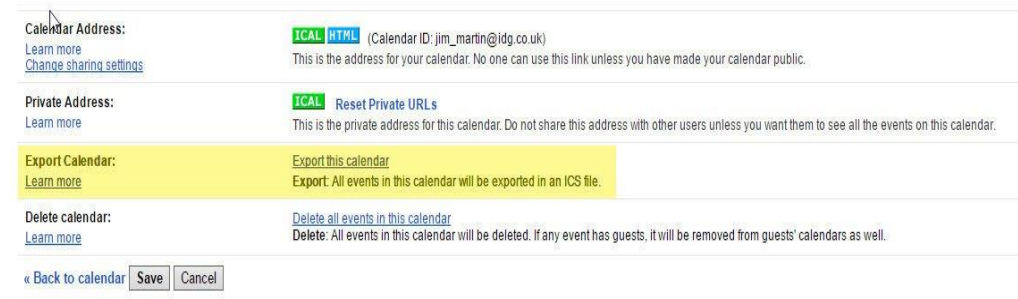 Calendar Address:
ICAL HTML (Calendar ID: jim_martin@idg.co.uk)
Learn more
Change sharing settings
This is the address for your calendar. No one can use this link unless you have made your calendar public.
Private Address:
ICAL Reset Private URLs
Learn more
This is the private address for this calendar. Do not share this address with other users unless you want them to see all the events on this calendar.
Export Calendar:
Export this calendar
Learn more
Export: All events in this calendar will be exported in an ICS file.
Delete calendar:
Delete all events in this calendar
Learn more
Delete: All events in this calendar will be deleted. If any event has guests, it will be removed from guests' calendars as well.
« Back to calendar Save Cancel